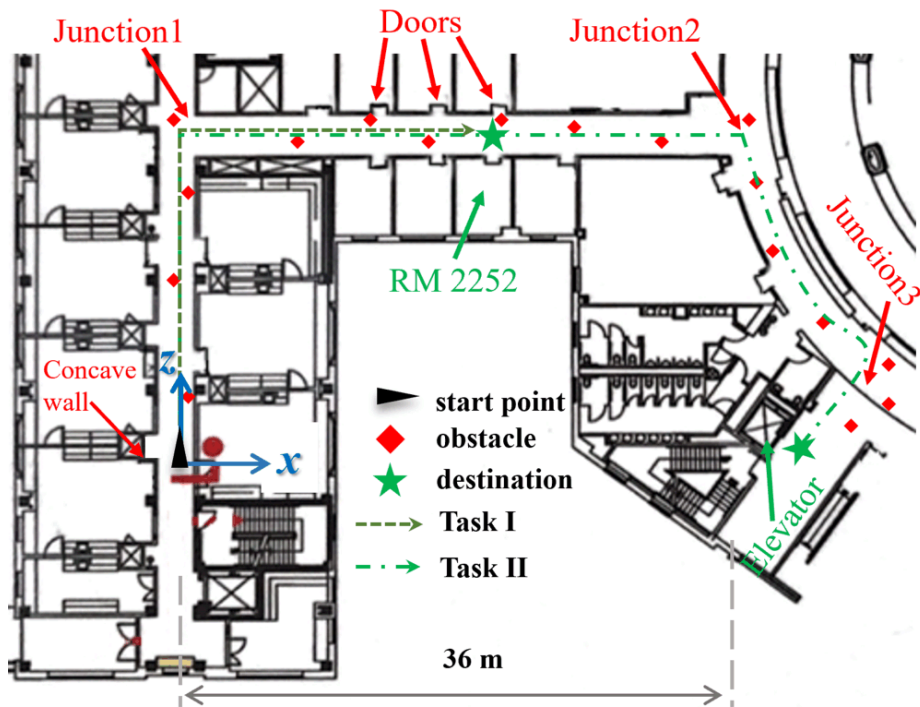 Junction1
Doors
Junction2
RM 2252
Junction3
z
Concave
wall
x
start point
obstacle
destination
Task I
Task II
Elevator
36 m